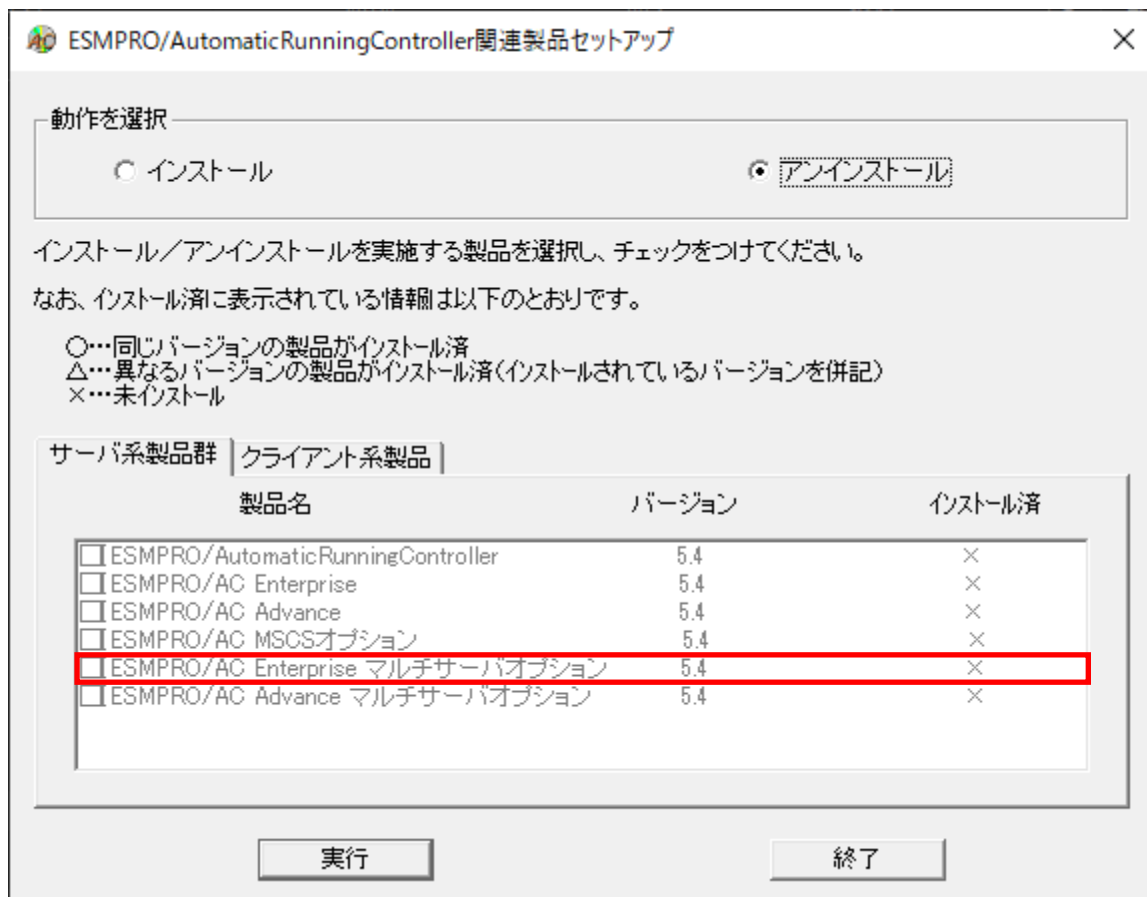 ESMPRO/AutomaticRunningController関連製品セットアップ
動作を選択
インストール アンインストール
インストール／アンインストールを実施する製品を選択し、チェックをつけてください。
なお、インストール済に表示されている情報は以下のとおりです。
○…同じバージョンの製品がインストール済
△…異なるバージョンの製品がインストール済(インストールされているバージョンを併記)
×…未インストール
サーバ系製品群 クライアント系製品
製品名 バージョン インストール済
ESMPRO/AutomaticRunningController 5.4 ×
ESMPRO/AC Enterprise 5.4 ×
ESMPRO/AC Advance 5.4 ×
ESMPRO/AC MSCSオプション 5.4 ×
ESMPRO/AC Enterprise マルチサーバオプション 5.4 ×
ESMPRO/AC Advance マルチサーバオプション 5.4 ×
実行 終了